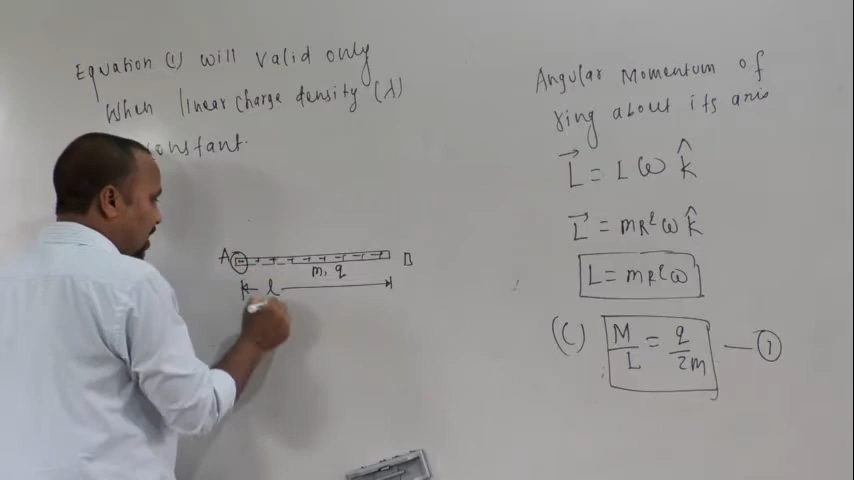 Equation (1) will valid only
when linear charge density (λ)
constant.
A
B
m, q
l
Angular Momentum of
ring about its axis
L⃗ = I ω k̂
L⃗ = mR²ω k̂
L = mR²ω
(C) M/L = q/2m — ①